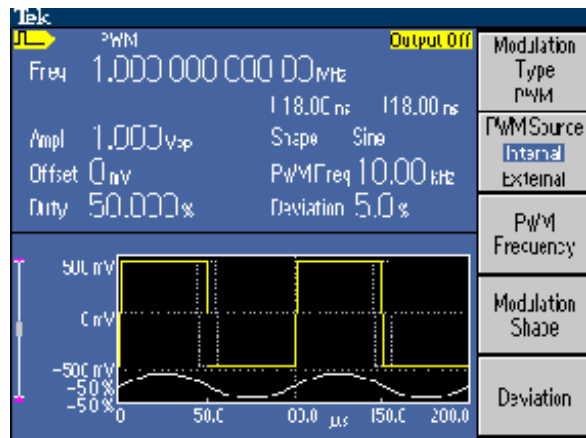 Tek
PWM
Output Off
Freq 1.000 000 000 00 MHz
18.00 ns 18.00 ns
Ampl 1.000 Vpp
Shape Sine
Offset 0 mV
PWM Freq 10.00 kHz
Duty 50.000 %
Deviation 5.0 %
500 mV
0 mV
-500 mV
-50%
-50%
0 50.0 μs 150.0 200.0
Modulation
Type
PWM
PWM Source
Internal
External
PWM
Frequency
Modulation
Shape
Deviation